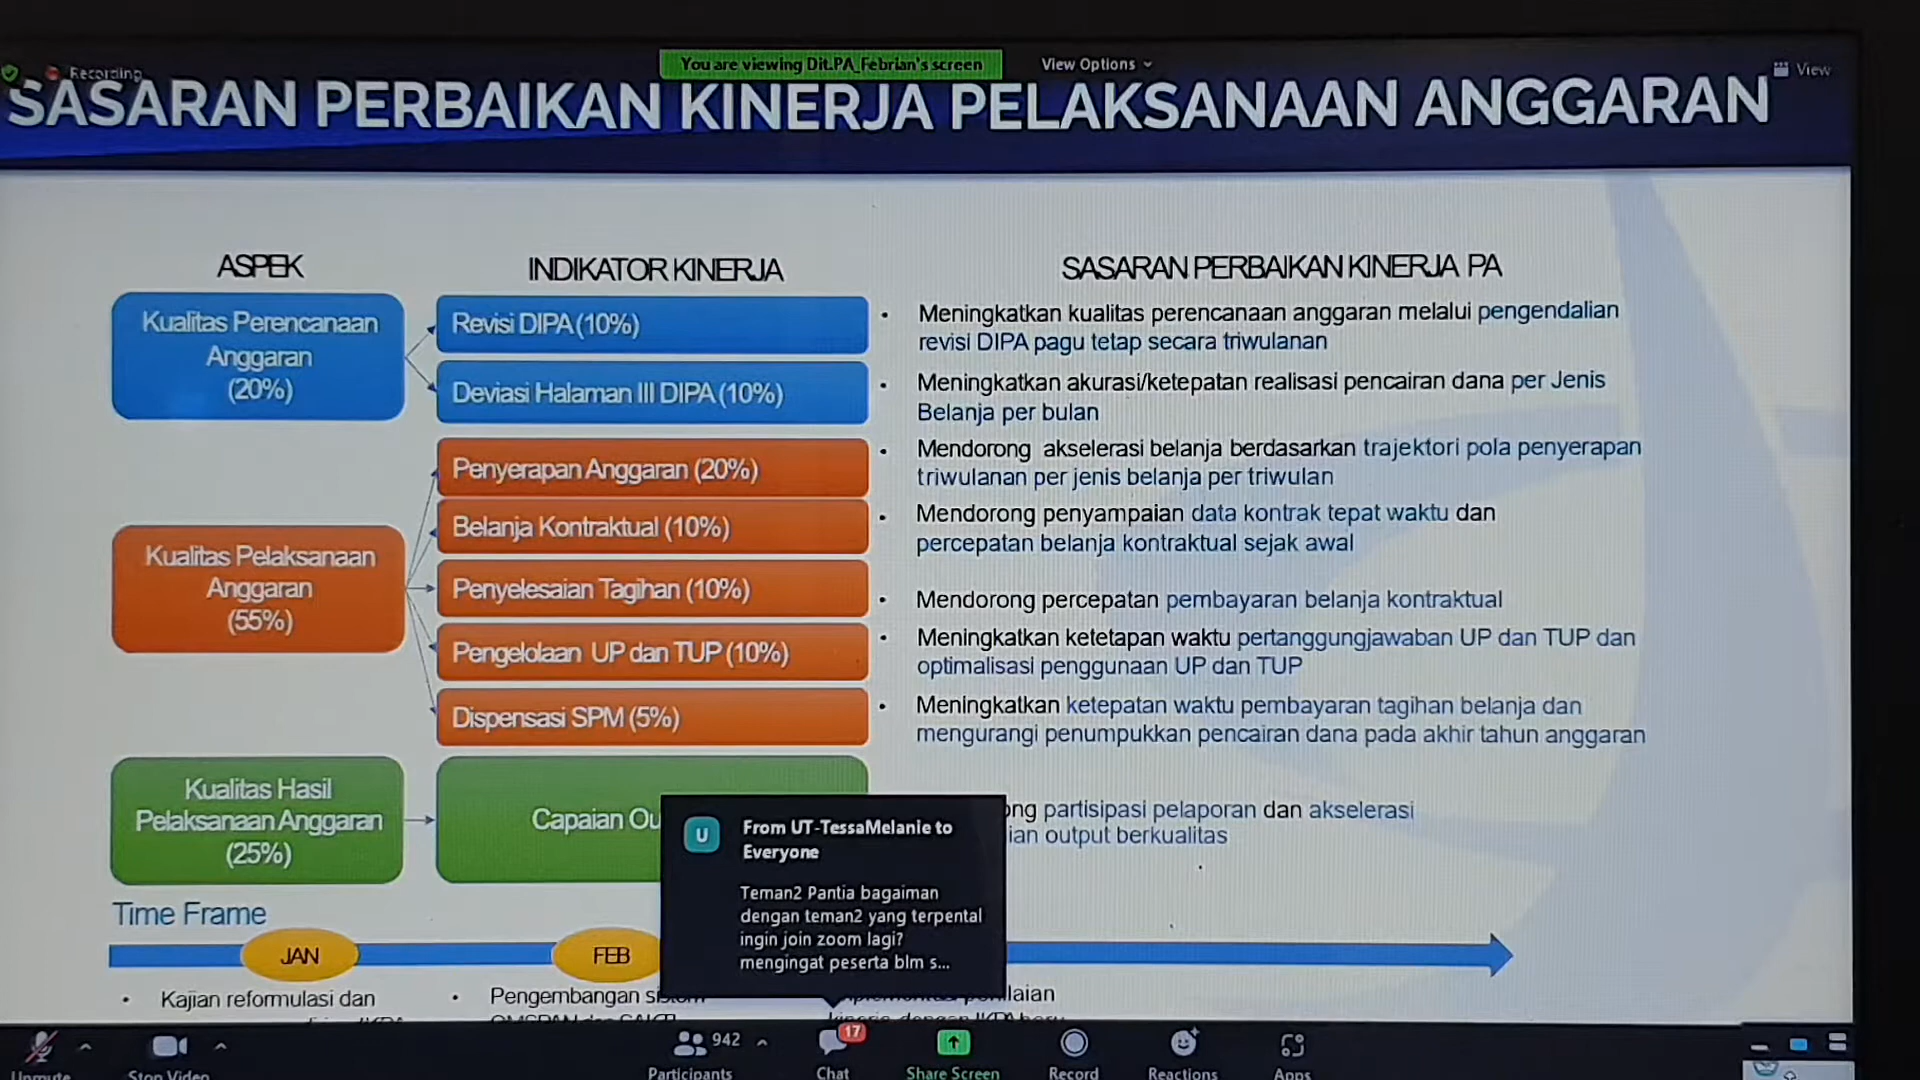 Recording
You are viewing Dit.PA_Febrian's screen
View Options
View
SASARAN PERBAIKAN KINERJA PELAKSANAAN ANGGARAN
ASPEK
INDIKATOR KINERJA
SASARAN PERBAIKAN KINERJA PA
Kualitas Perencanaan
Anggaran
(20%)
Revisi DIPA (10%)
Deviasi Halaman III DIPA (10%)
• Meningkatkan kualitas perencanaan anggaran melalui pengendalian
revisi DIPA pagu tetap secara triwulanan
• Meningkatkan akurasi/ketepatan realisasi pencairan dana per Jenis
Belanja per bulan
Kualitas Pelaksanaan
Anggaran
(55%)
Penyerapan Anggaran (20%)
Belanja Kontraktual (10%)
Penyelesaian Tagihan (10%)
Pengelolaan UP dan TUP (10%)
Dispensasi SPM (5%)
• Mendorong akselerasi belanja berdasarkan trajektori pola penyerapan
triwulanan per jenis belanja per triwulan
• Mendorong penyampaian data kontrak tepat waktu dan
percepatan belanja kontraktual sejak awal
• Mendorong percepatan pembayaran belanja kontraktual
• Meningkatkan ketetapan waktu pertanggungjawaban UP dan TUP dan
optimalisasi penggunaan UP dan TUP
• Meningkatkan ketepatan waktu pembayaran tagihan belanja dan
mengurangi penumpukkan pencairan dana pada akhir tahun anggaran
Kualitas Hasil
Pelaksanaan Anggaran
(25%)
Capaian Ou
ong partisipasi pelaporan dan akselerasi
ian output berkualitas
U
From UT-TessaMelanie to
Everyone
Teman2 Pantia bagaiman
dengan teman2 yang terpental
ingin join zoom lagi?
mengingat peserta blm s...
Time Frame
JAN
FEB
• Kajian reformulasi dan
• Pengembangan
Unmute
Stop Video
942
Participants
17
Chat
Share Screen
Record
Reactions
Apps